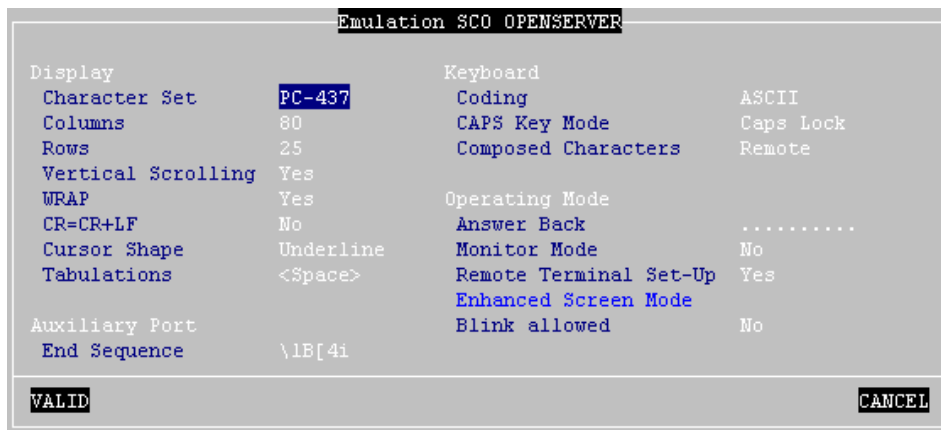 Emulation SCO OPENSERVER
Display
Character Set PC-437
Columns 80
Rows 25
Vertical Scrolling Yes
WRAP Yes
CR=CR+LF No
Cursor Shape Underline
Tabulations <Space>
Auxiliary Port
End Sequence \1B[4i
Keyboard
Coding ASCII
CAPS Key Mode Caps Lock
Composed Characters Remote
Operating Mode
Answer Back ..........
Monitor Mode No
Remote Terminal Set-Up Yes
Enhanced Screen Mode
Blink allowed No
VALID
CANCEL